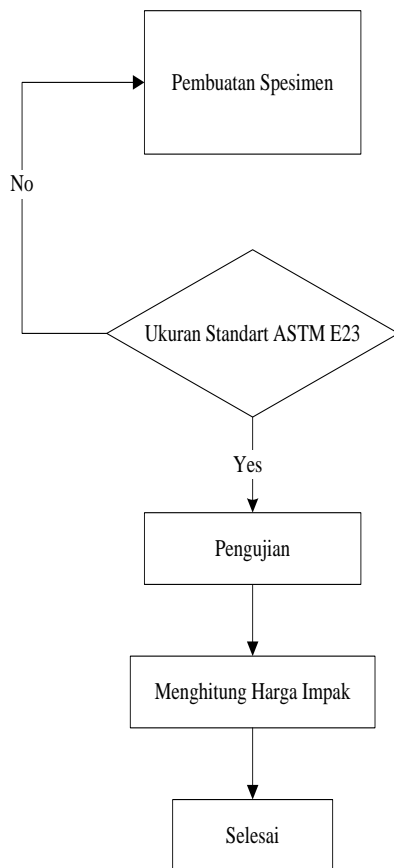 Pembuatan Spesimen
No
Ukuran Standart ASTM E23
Yes
Pengujian
Menghitung Harga Impak
Selesai